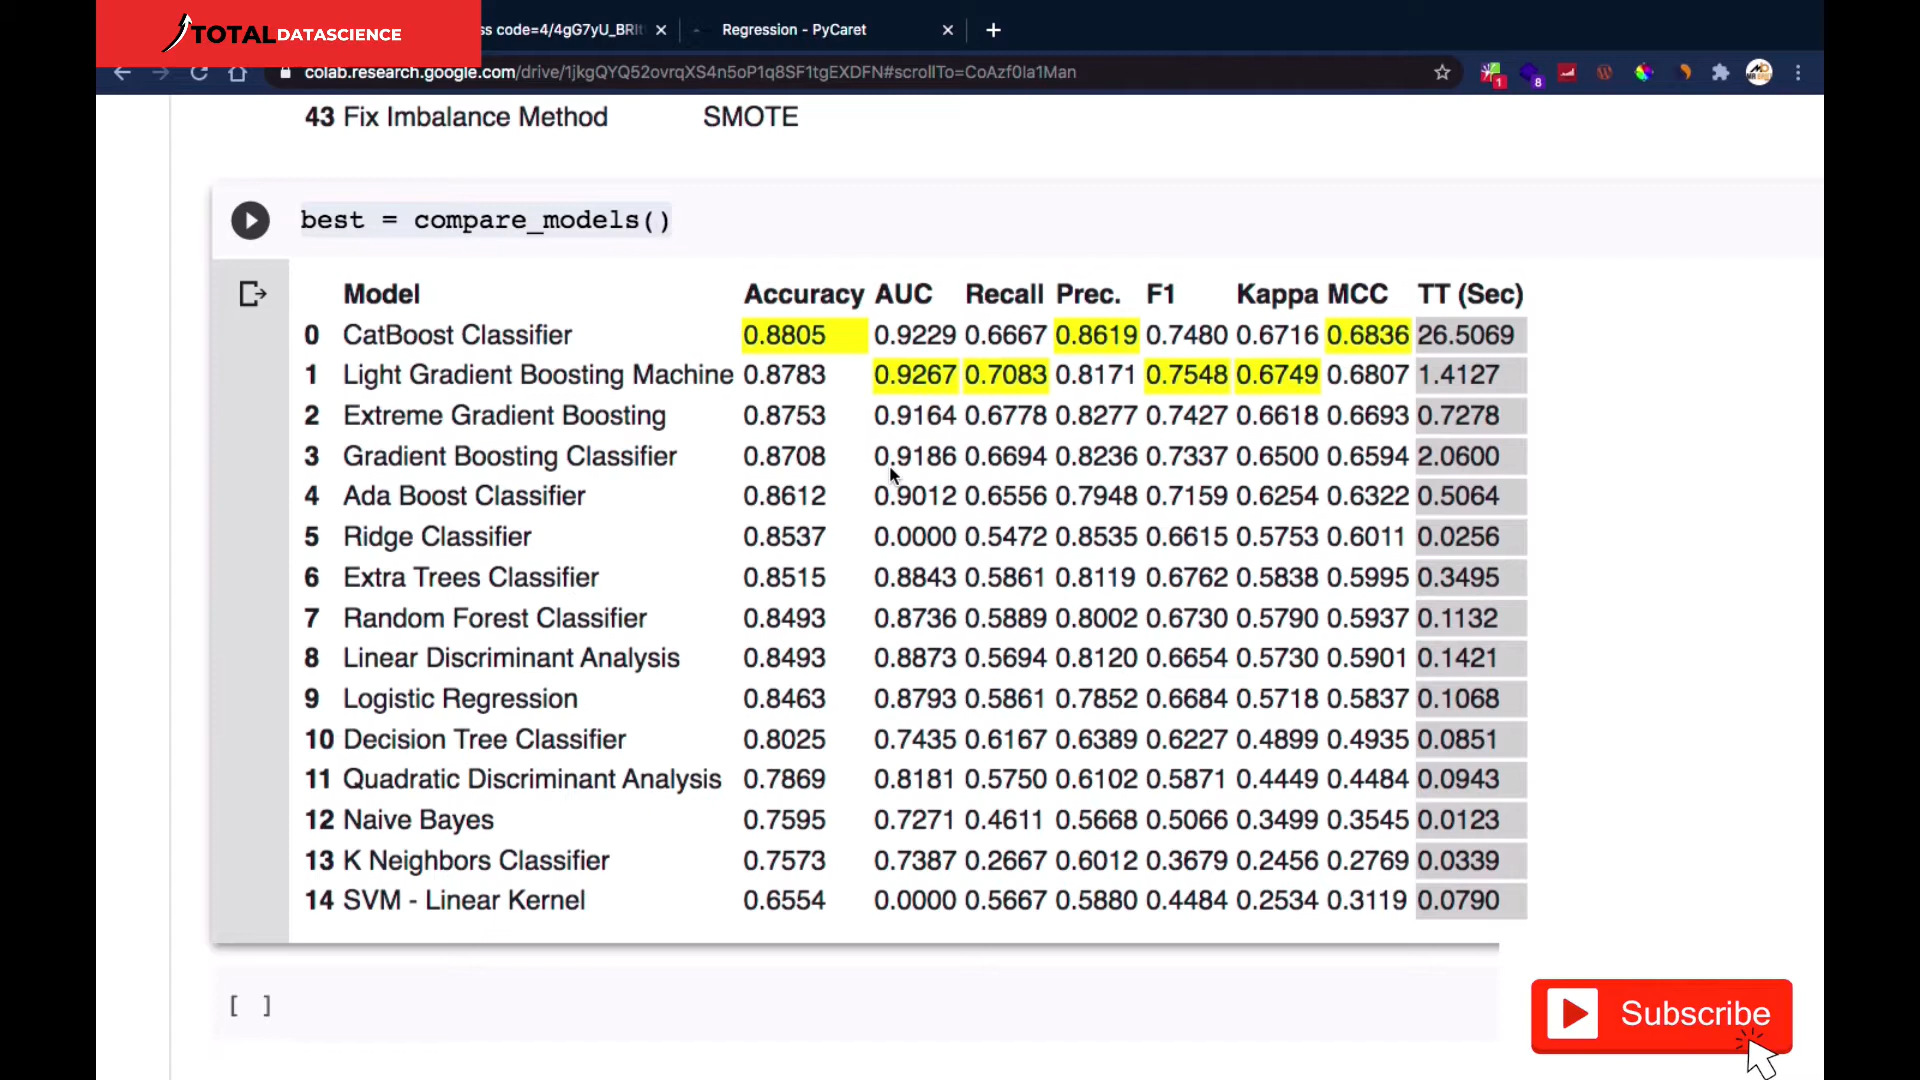 TOTAL DATASCIENCE
ss code=4/4gG7yU_BRIt
Regression - PyCaret
colab.research.google.com/drive/1jkgQYQ52ovrqXS4n5oP1q8SF1tgEXDFN#scrollTo=CoAzf0Ia1Man
1
8
43 Fix Imbalance Method SMOTE
best = compare_models()
Model Accuracy AUC Recall Prec. F1 Kappa MCC TT (Sec)
0 CatBoost Classifier 0.8805 0.9229 0.6667 0.8619 0.7480 0.6716 0.6836 26.5069
1 Light Gradient Boosting Machine 0.8783 0.9267 0.7083 0.8171 0.7548 0.6749 0.6807 1.4127
2 Extreme Gradient Boosting 0.8753 0.9164 0.6778 0.8277 0.7427 0.6618 0.6693 0.7278
3 Gradient Boosting Classifier 0.8708 0.9186 0.6694 0.8236 0.7337 0.6500 0.6594 2.0600
4 Ada Boost Classifier 0.8612 0.9012 0.6556 0.7948 0.7159 0.6254 0.6322 0.5064
5 Ridge Classifier 0.8537 0.0000 0.5472 0.8535 0.6615 0.5753 0.6011 0.0256
6 Extra Trees Classifier 0.8515 0.8843 0.5861 0.8119 0.6762 0.5838 0.5995 0.3495
7 Random Forest Classifier 0.8493 0.8736 0.5889 0.8002 0.6730 0.5790 0.5937 0.1132
8 Linear Discriminant Analysis 0.8493 0.8873 0.5694 0.8120 0.6654 0.5730 0.5901 0.1421
9 Logistic Regression 0.8463 0.8793 0.5861 0.7852 0.6684 0.5718 0.5837 0.1068
10 Decision Tree Classifier 0.8025 0.7435 0.6167 0.6389 0.6227 0.4899 0.4935 0.0851
11 Quadratic Discriminant Analysis 0.7869 0.8181 0.5750 0.6102 0.5871 0.4449 0.4484 0.0943
12 Naive Bayes 0.7595 0.7271 0.4611 0.5668 0.5066 0.3499 0.3545 0.0123
13 K Neighbors Classifier 0.7573 0.7387 0.2667 0.6012 0.3679 0.2456 0.2769 0.0339
14 SVM - Linear Kernel 0.6554 0.0000 0.5667 0.5880 0.4484 0.2534 0.3119 0.0790
[ ]
Subscribe